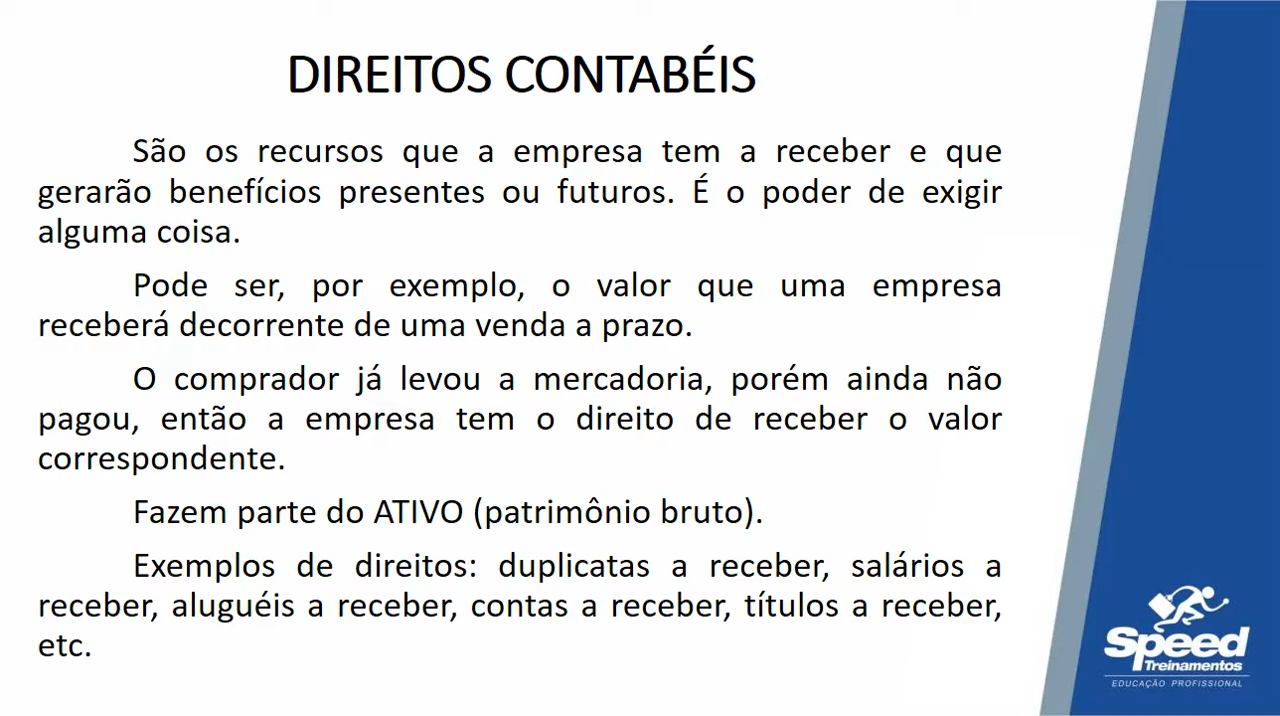 DIREITOS CONTABÉIS
São os recursos que a empresa tem a receber e que
gerarão benefícios presentes ou futuros. É o poder de exigir
alguma coisa.
Pode ser, por exemplo, o valor que uma empresa
receberá decorrente de uma venda a prazo.
O comprador já levou a mercadoria, porém ainda não
pagou, então a empresa tem o direito de receber o valor
correspondente.
Fazem parte do ATIVO (patrimônio bruto).
Exemplos de direitos: duplicatas a receber, salários a
receber, aluguéis a receber, contas a receber, títulos a receber,
etc.
Speed
Treinamentos
EDUCAÇÃO PROFISSIONAL